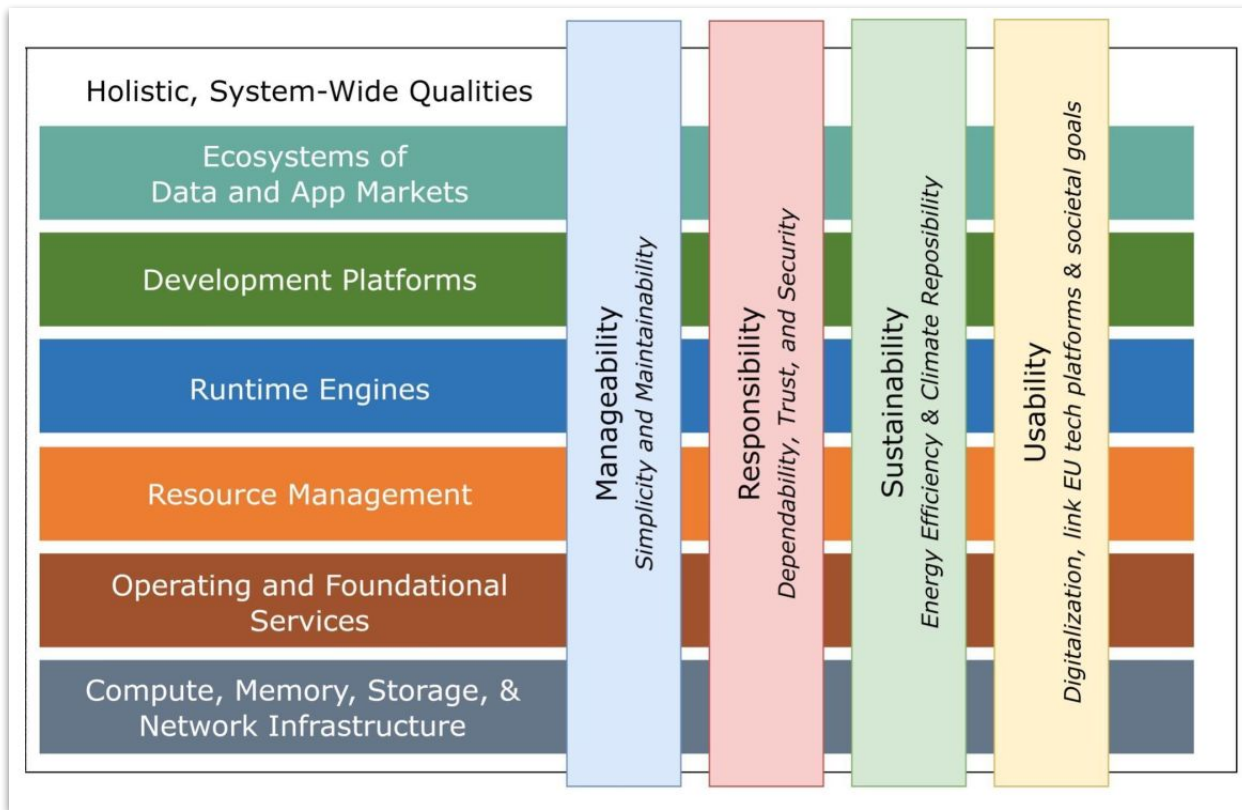 Holistic, System-Wide Qualities
Ecosystems of
Data and App Markets
Development Platforms
Runtime Engines
Resource Management
Operating and Foundational
Services
Compute, Memory, Storage, &
Network Infrastructure
Manageability
Simplicity and Maintainability
Responsibility
Dependability, Trust, and Security
Sustainability
Energy Efficiency & Climate Reposibility
Usability
Digitalization, link EU tech platforms & societal goals